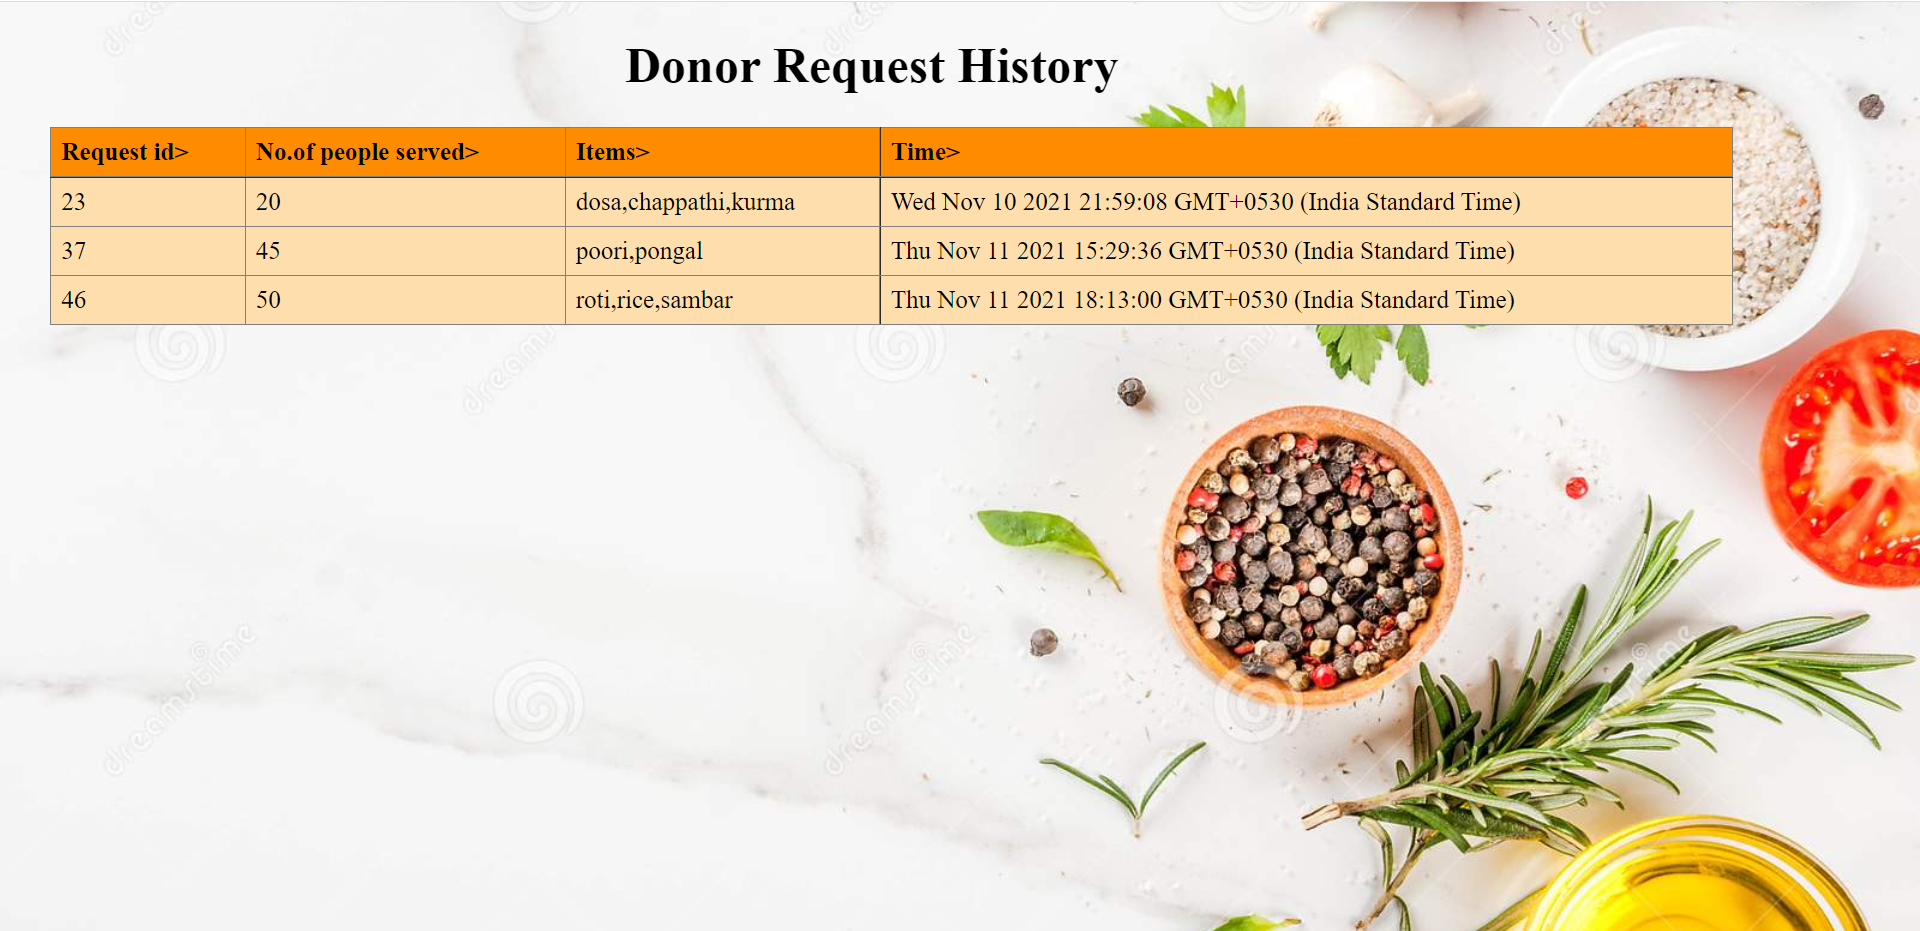 Donor Request History
Request id> No.of people served> Items> Time>
23 20 dosa,chappathi,kurma Wed Nov 10 2021 21:59:08 GMT+0530 (India Standard Time)
37 45 poori,pongal Thu Nov 11 2021 15:29:36 GMT+0530 (India Standard Time)
46 50 roti,rice,sambar Thu Nov 11 2021 18:13:00 GMT+0530 (India Standard Time)
dreamstime
dreamstime